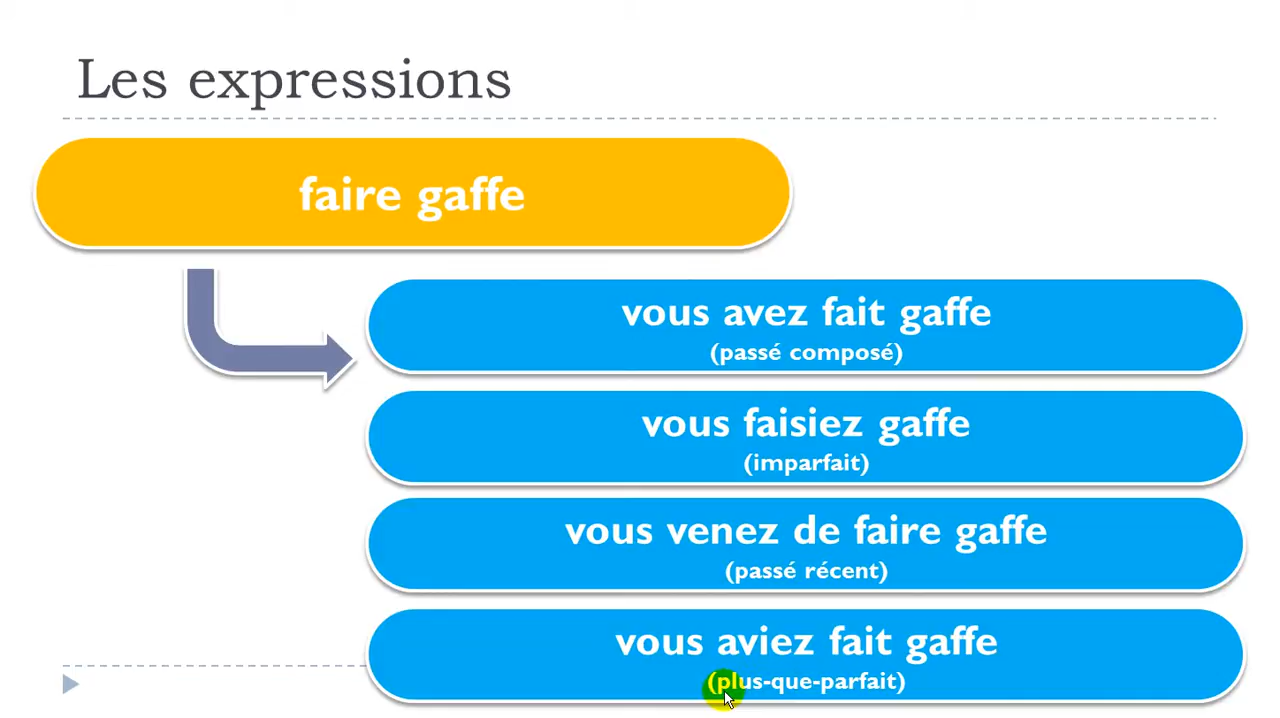 Les expressions
faire gaffe
vous avez fait gaffe
(passé composé)
vous faisiez gaffe
(imparfait)
vous venez de faire gaffe
(passé récent)
vous aviez fait gaffe
(plus-que-parfait)